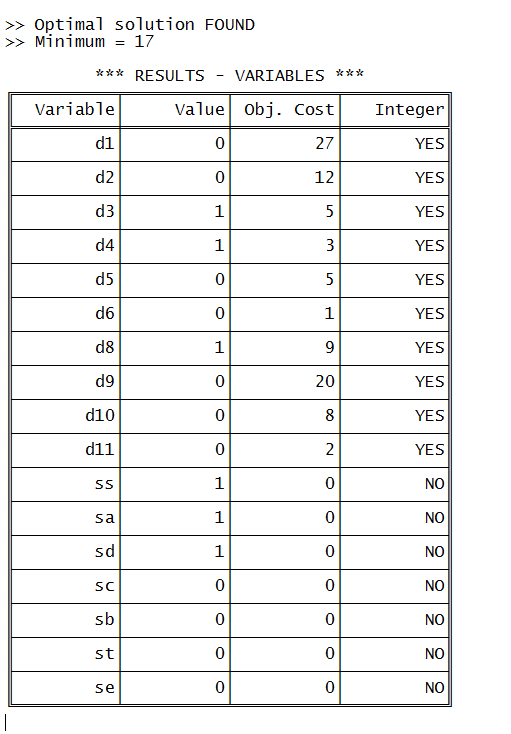 >> Optimal solution FOUND
>> Minimum = 17
*** RESULTS - VARIABLES ***
Variable Value Obj. Cost Integer
d1 0 27 YES
d2 0 12 YES
d3 1 5 YES
d4 1 3 YES
d5 0 5 YES
d6 0 1 YES
d8 1 9 YES
d9 0 20 YES
d10 0 8 YES
d11 0 2 YES
ss 1 0 NO
sa 1 0 NO
sd 1 0 NO
sc 0 0 NO
sb 0 0 NO
st 0 0 NO
se 0 0 NO